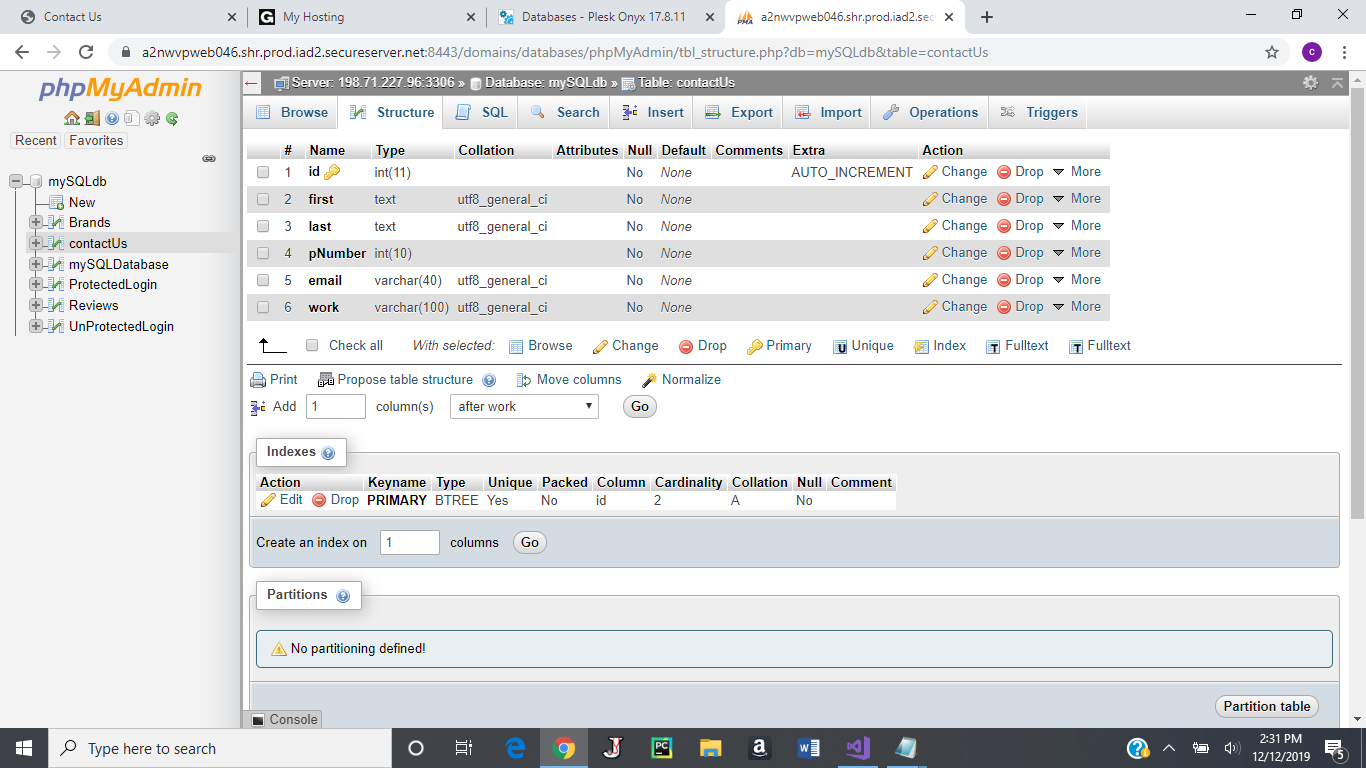 Contact Us
My Hosting
Databases - Plesk Onyx 17.8.11
a2nwvpweb046.shr.prod.iad2.sec
a2nwvpweb046.shr.prod.iad2.secureserver.net:8443/domains/databases/phpMyAdmin/tbl_structure.php?db=mySQLdb&table=contactUs
c
phpMyAdmin
Recent Favorites
mySQLdb
New
Brands
contactUs
mySQLDatabase
ProtectedLogin
Reviews
UnProtectedLogin
Server: 198.71.227.96:3306 » Database: mySQLdb » Table: contactUs
Browse Structure SQL Search Insert Export Import Operations Triggers
# Name Type Collation Attributes Null Default Comments Extra Action
1 id int(11) No None AUTO_INCREMENT Change Drop More
2 first text utf8_general_ci No None Change Drop More
3 last text utf8_general_ci No None Change Drop More
4 pNumber int(10) No None Change Drop More
5 email varchar(40) utf8_general_ci No None Change Drop More
6 work varchar(100) utf8_general_ci No None Change Drop More
Check all With selected: Browse Change Drop Primary Unique Index Fulltext Fulltext
Print Propose table structure Move columns Normalize
Add 1 column(s) after work Go
Indexes
Action Keyname Type Unique Packed Column Cardinality Collation Null Comment
Edit Drop PRIMARY BTREE Yes No id 2 A No
Create an index on 1 columns Go
Partitions
No partitioning defined!
Partition table
Console
Type here to search
2:31 PM
12/12/2019
5